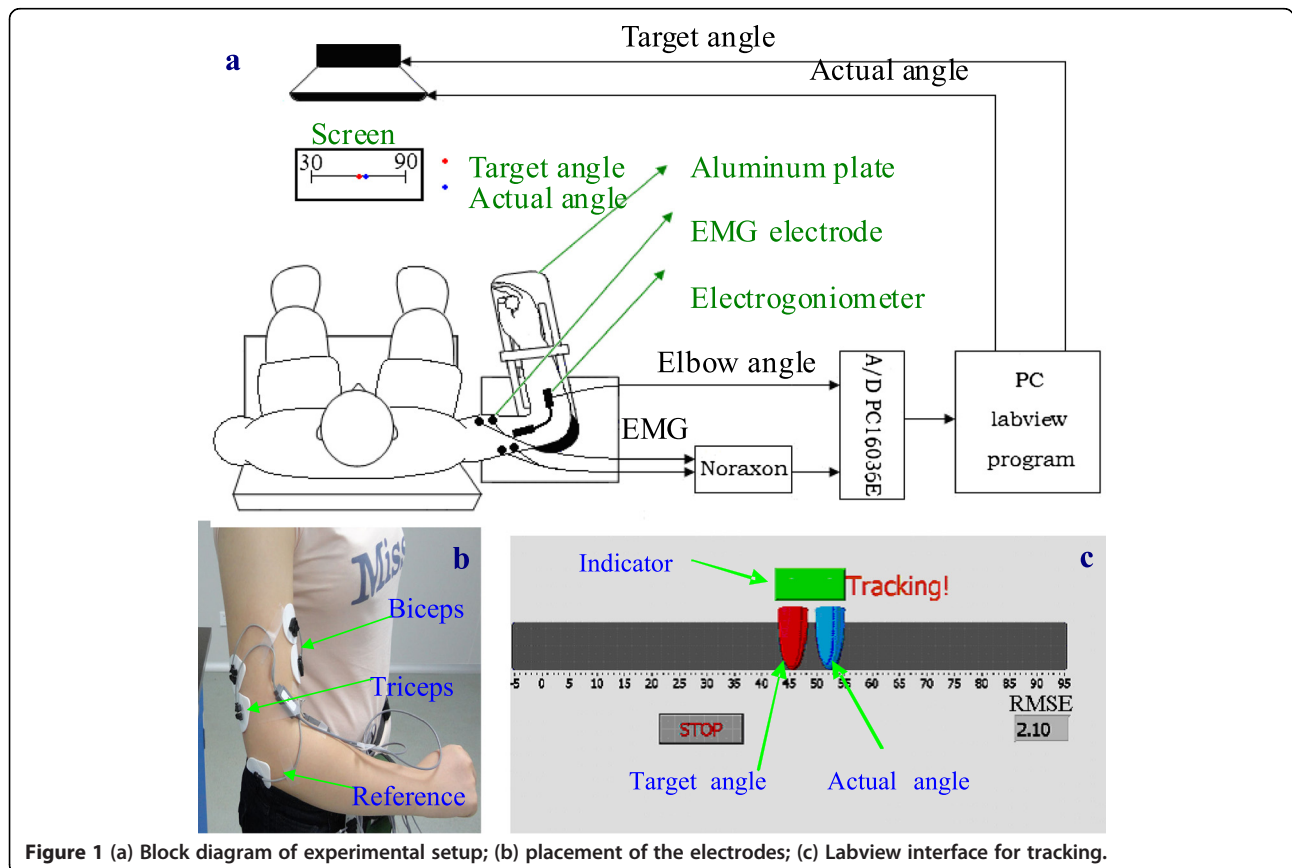 a
Target angle
Actual angle
Screen
30 90
Target angle
Actual angle
Aluminum plate
EMG electrode
Electrogoniometer
Elbow angle
EMG
Noraxon
A/D PC16036E
PC
labview
program
b
Miss
Biceps
Triceps
Reference
c
Indicator
Tracking!
-5 0 5 10 15 20 25 30 35 40 45 50 55 60 65 70 75 80 85 90 95
RMSE
2.10
STOP
Target angle
Actual angle
Figure 1 (a) Block diagram of experimental setup; (b) placement of the electrodes; (c) Labview interface for tracking.